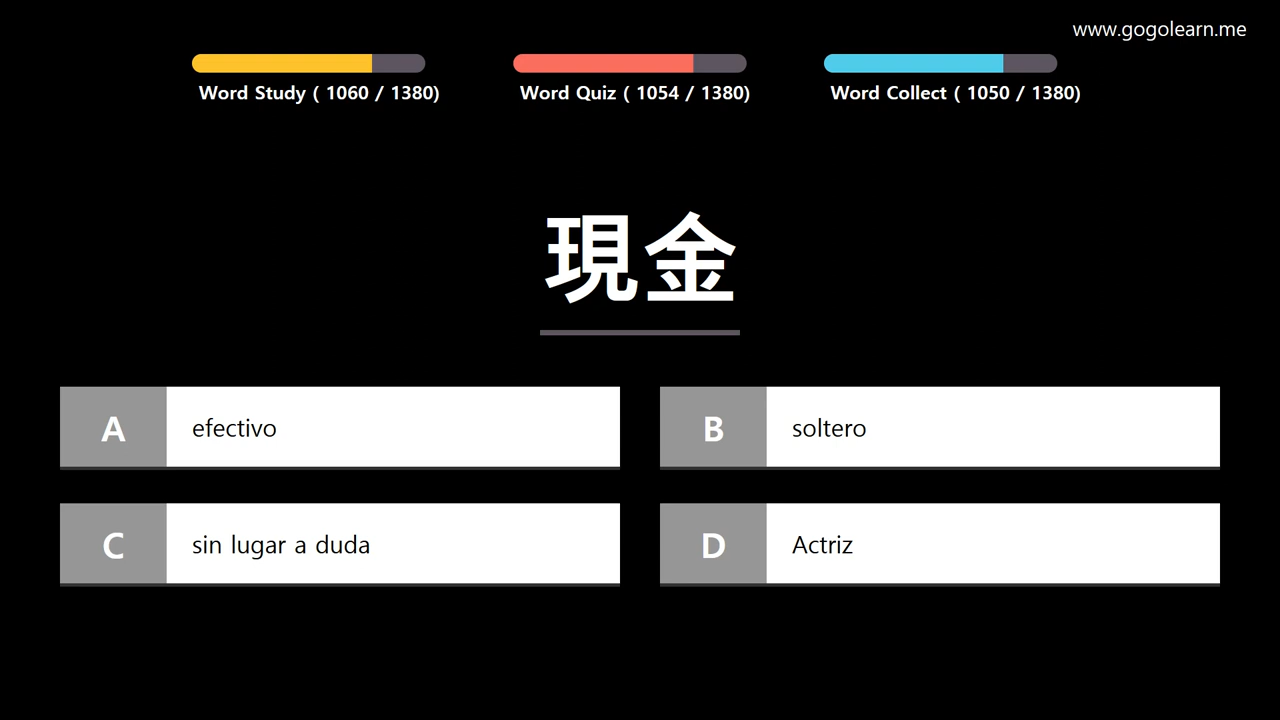 www.gogolearn.me
Word Study ( 1060 / 1380)
Word Quiz ( 1054 / 1380)
Word Collect ( 1050 / 1380)
現金
A efectivo
B soltero
C sin lugar a duda
D Actriz